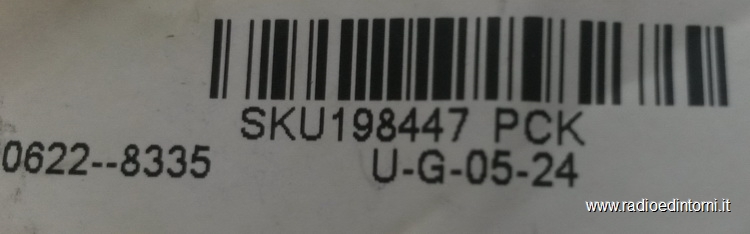 SKU198447 PCK
0622--8335 U-G-05-24
www.radioedintorni.it